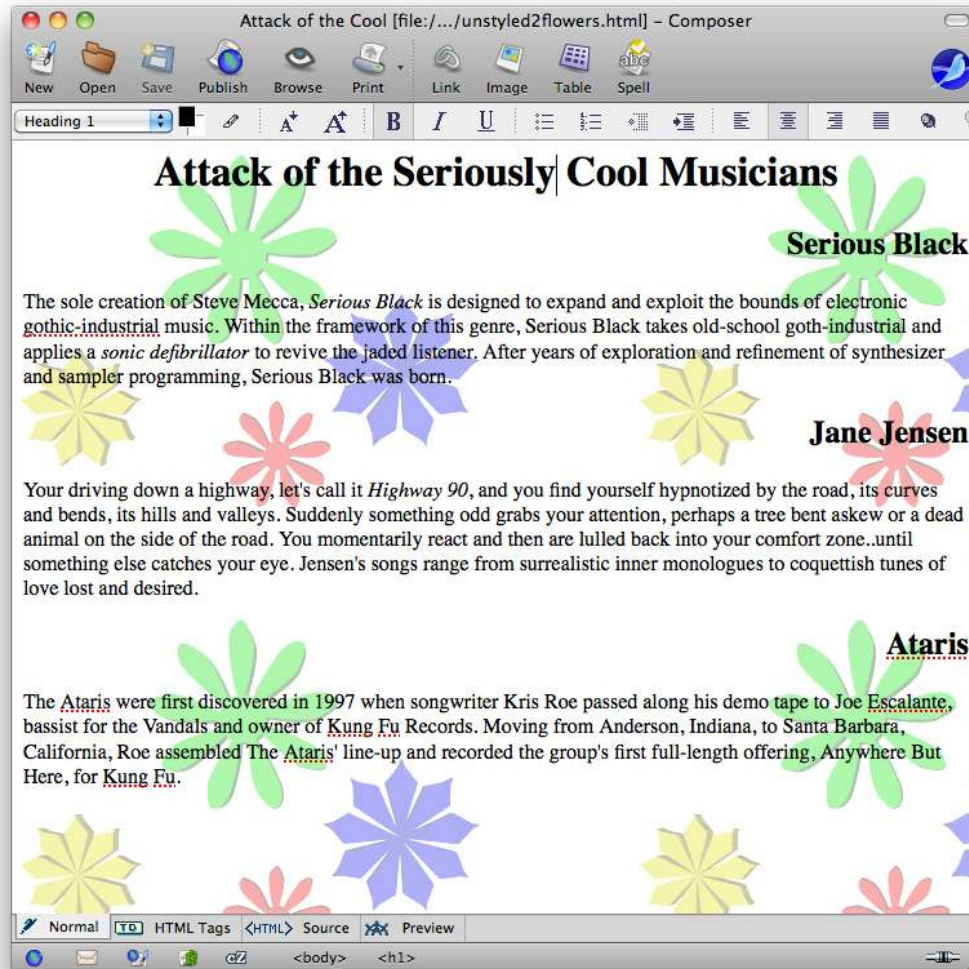 Attack of the Cool [file:/.../unstyled2flowers.html] – Composer
New Open Save Publish Browse Print Link Image Table Spell
Heading 1 B I U
Attack of the Seriously Cool Musicians
Serious Black
The sole creation of Steve Mecca, Serious Black is designed to expand and exploit the bounds of electronic
gothic-industrial music. Within the framework of this genre, Serious Black takes old-school goth-industrial and
applies a sonic defibrillator to revive the jaded listener. After years of exploration and refinement of synthesizer
and sampler programming, Serious Black was born.
Jane Jensen
Your driving down a highway, let's call it Highway 90, and you find yourself hypnotized by the road, its curves
and bends, its hills and valleys. Suddenly something odd grabs your attention, perhaps a tree bent askew or a dead
animal on the side of the road. You momentarily react and then are lulled back into your comfort zone..until
something else catches your eye. Jensen's songs range from surrealistic inner monologues to coquettish tunes of
love lost and desired.
Ataris
The Ataris were first discovered in 1997 when songwriter Kris Roe passed along his demo tape to Joe Escalante,
bassist for the Vandals and owner of Kung Fu Records. Moving from Anderson, Indiana, to Santa Barbara,
California, Roe assembled The Ataris' line-up and recorded the group's first full-length offering, Anywhere But
Here, for Kung Fu.
Normal TD HTML Tags <HTML> Source Preview
cZ <body> <h1>